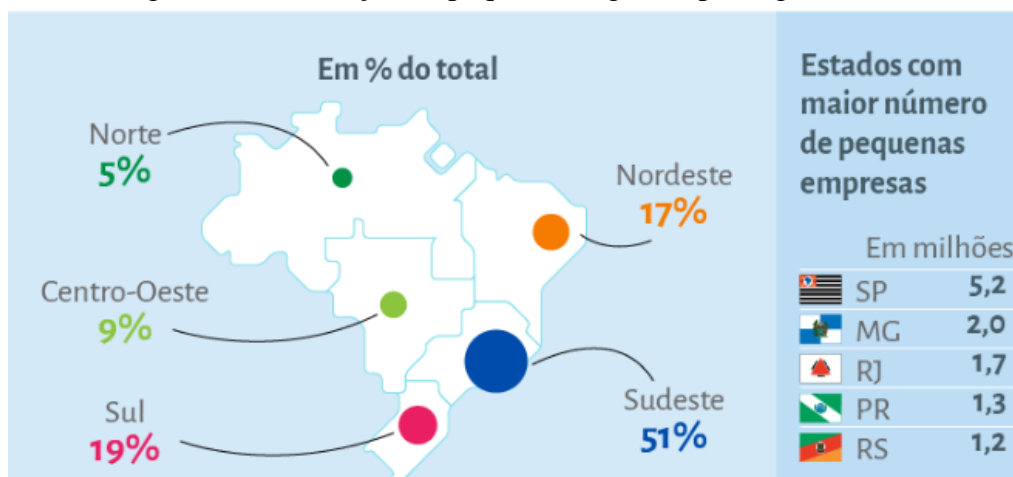 Em % do total
Norte
5%
Nordeste
17%
Centro-Oeste
9%
Sudeste
51%
Sul
19%
Estados com
maior número
de pequenas
empresas
Em milhões
SP 5,2
MG 2,0
RJ 1,7
PR 1,3
RS 1,2